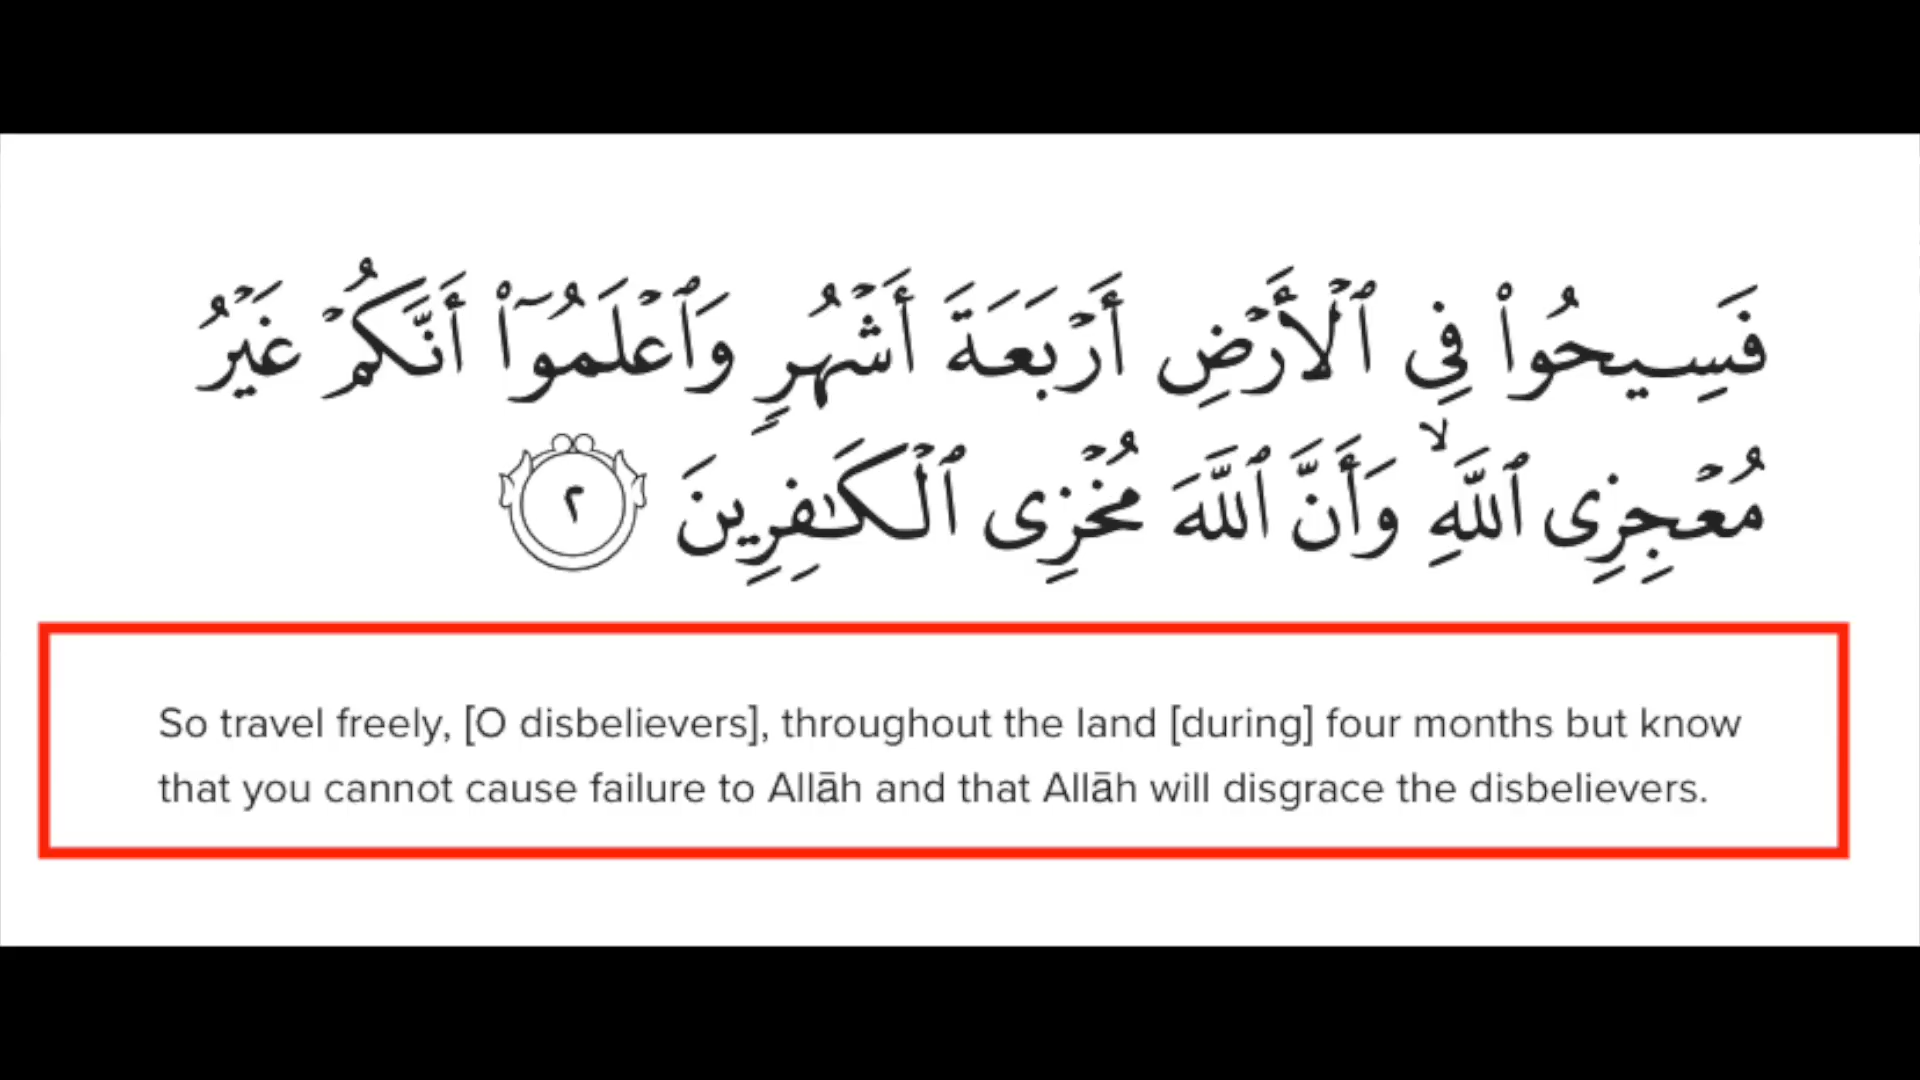 فَسِيحُوا۟ فِى ٱلْأَرْضِ أَرْبَعَةَ أَشْهُرٍ وَٱعْلَمُوٓا۟ أَنَّكُمْ غَيْرُ
مُعْجِزِى ٱللَّهِ ۙ وَأَنَّ ٱللَّهَ مُخْزِى ٱلْكَـٰفِرِينَ ٢
So travel freely, [O disbelievers], throughout the land [during] four months but know
that you cannot cause failure to Allāh and that Allāh will disgrace the disbelievers.